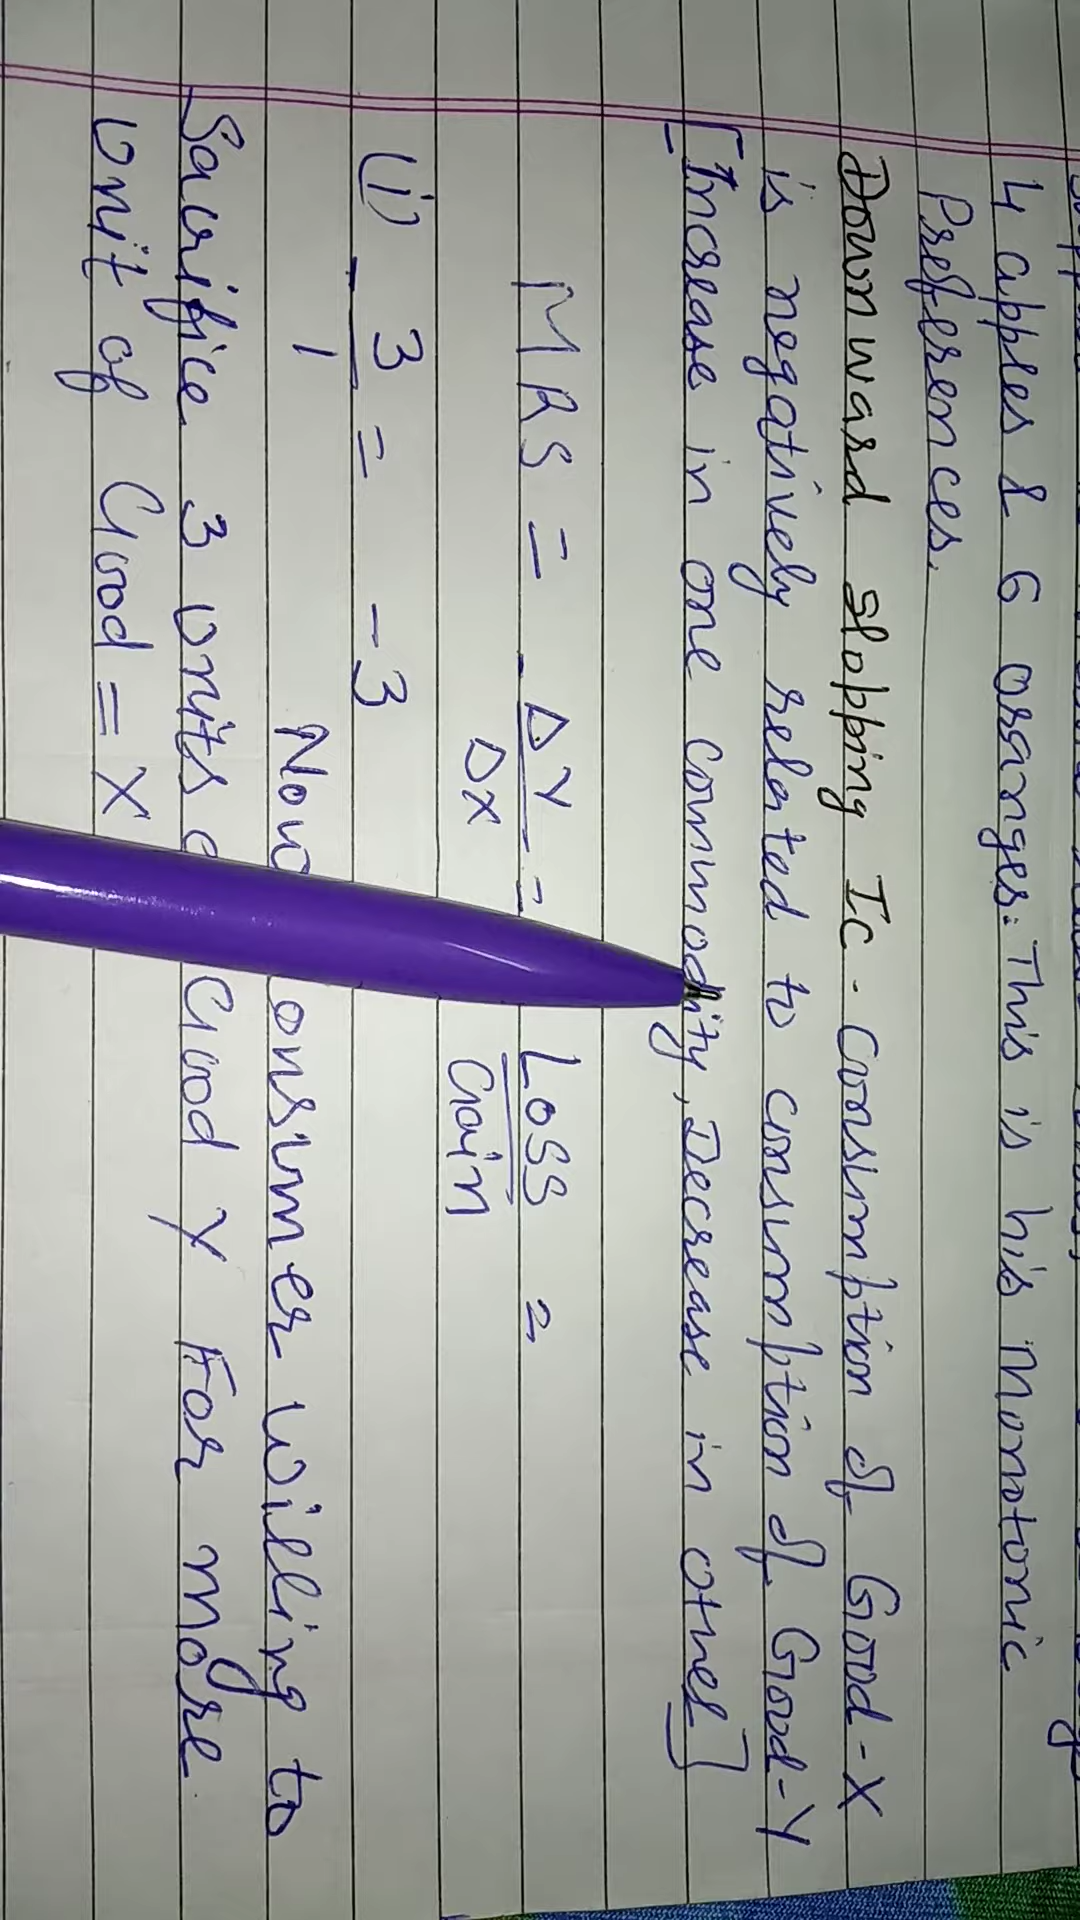 4 apples & 6 oranges. This is his monotonic
Preferences.
Downward slopping Ic - Consumption of Good-X
is negatively related to consumption of Good-Y
[Increase in one commodity, Decrease in other]
MRS = - ΔY/ΔX = Loss/Gain =
(i) - 3/1 = -3
Now onsumer willing to
Sacrifice 3 units Good Y For more
unit of Good = X